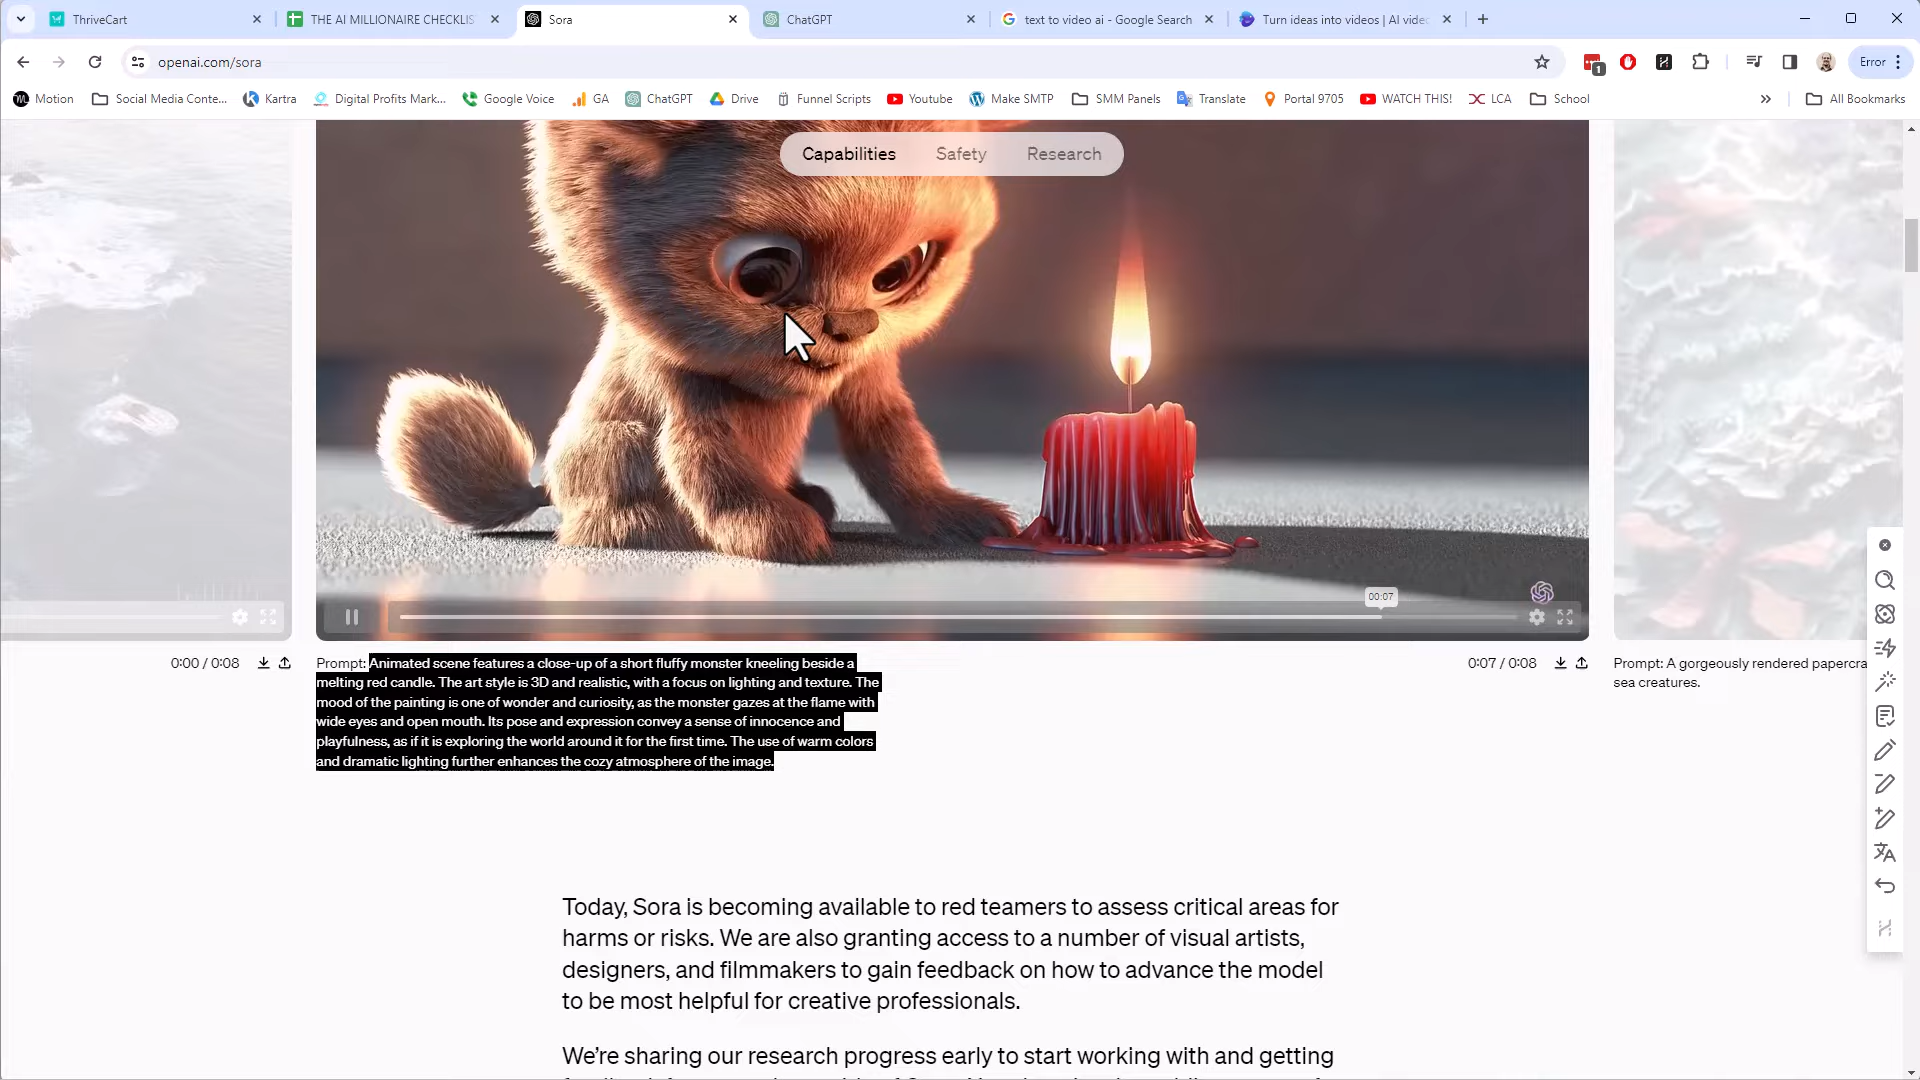 ThriveCart
THE AI MILLIONAIRE CHECKLIS
Sora
ChatGPT
text to video ai - Google Search
Turn ideas into videos | AI vide
openai.com/sora
1
Error
Motion
Social Media Conte...
Kartra
Digital Profits Mark...
Google Voice
GA
ChatGPT
Drive
Funnel Scripts
Youtube
Make SMTP
SMM Panels
Translate
Portal 9705
WATCH THIS!
LCA
School
All Bookmarks
Capabilities
Safety
Research
00:07
0:00 / 0:08
Prompt: Animated scene features a close-up of a short fluffy monster kneeling beside a
melting red candle. The art style is 3D and realistic, with a focus on lighting and texture. The
mood of the painting is one of wonder and curiosity, as the monster gazes at the flame with
wide eyes and open mouth. Its pose and expression convey a sense of innocence and
playfulness, as if it is exploring the world around it for the first time. The use of warm colors
and dramatic lighting further enhances the cozy atmosphere of the image.
0:07 / 0:08
Prompt: A gorgeously rendered papercra
sea creatures.
Today, Sora is becoming available to red teamers to assess critical areas for
harms or risks. We are also granting access to a number of visual artists,
designers, and filmmakers to gain feedback on how to advance the model
to be most helpful for creative professionals.
We're sharing our research progress early to start working with and getting